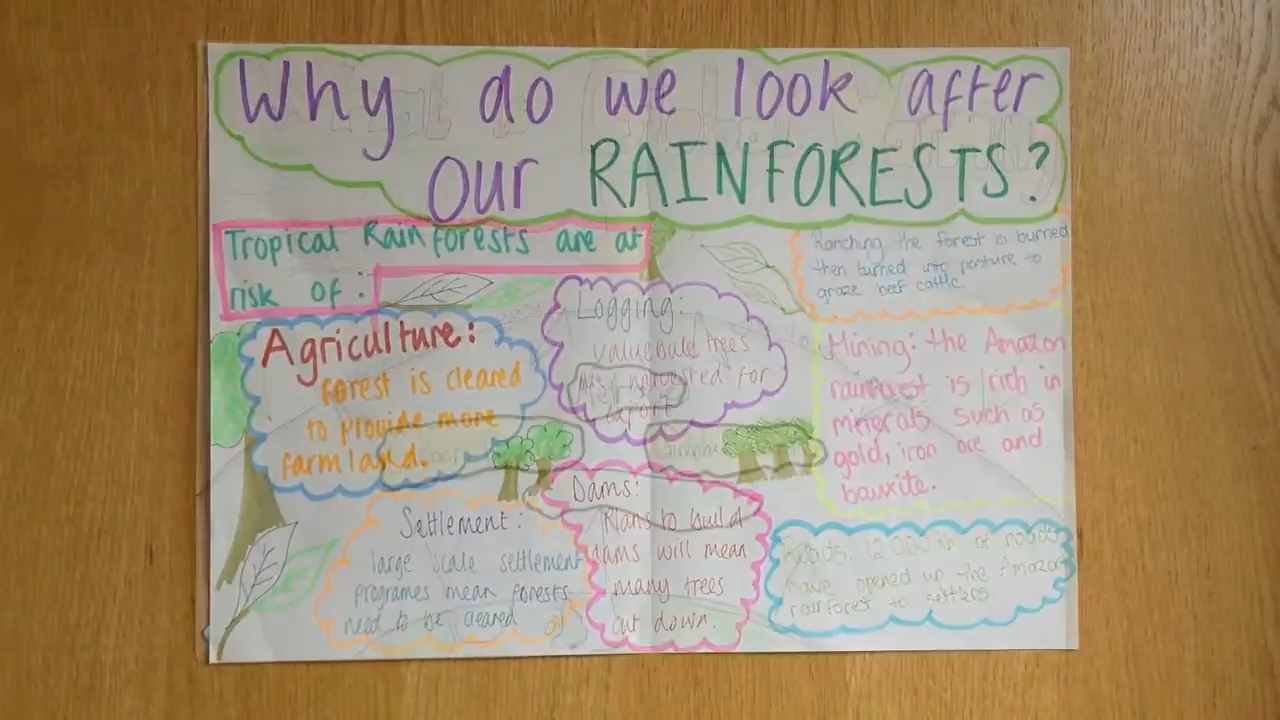 Why do we look after
our RAINFORESTS?
Tropical Rainforests are at
risk of:
Ranching the forest is burned
then burned into pasture to
graze beef cattle.
Agriculture:
forest is cleared
to provide more
farmland.
Logging:
valuebale trees
are harvested for
export
Mining: the Amazon
rainforest is rich in
minerals such as
gold, iron ore and
bauxite.
Settlement:
large scale settlement
programes mean forests
need to be cleared
Dams:
Plans to build
dams will mean
many trees
cut down.
Roads: 12 000 km of roads
have opened up the Amazon
rainforest to settlers.